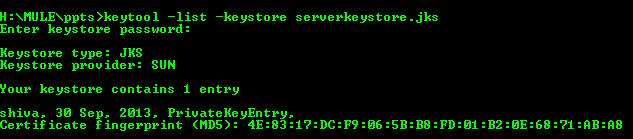 H:\MULE\ppts>keytool -list -keystore serverkeystore.jks
Enter keystore password:
Keystore type: JKS
Keystore provider: SUN
Your keystore contains 1 entry
shiva, 30 Sep, 2013, PrivateKeyEntry,
Certificate fingerprint (MD5): 4E:83:17:DC:F9:06:5B:B8:FD:01:B2:0E:68:71:AB:A8